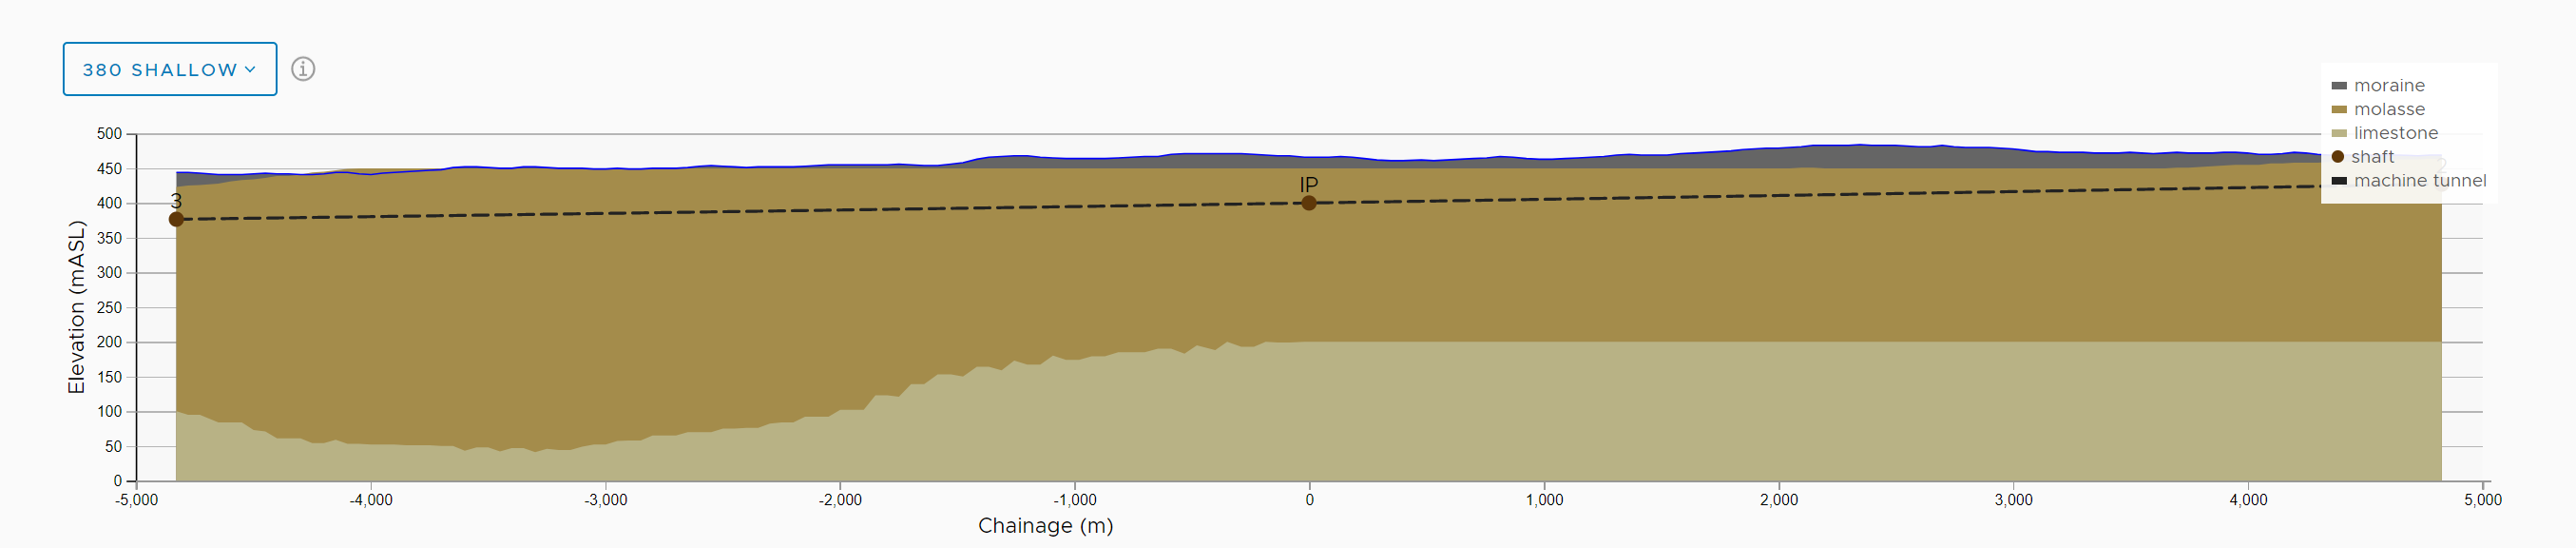 380 SHALLOW
moraine
molasse
limestone
shaft
machine tunnel
500
450
400
350
300
250
200
150
100
50
0
Elevation (mASL)
3
IP
2
-5,000
-4,000
-3,000
-2,000
-1,000
0
1,000
2,000
3,000
4,000
5,000
Chainage (m)